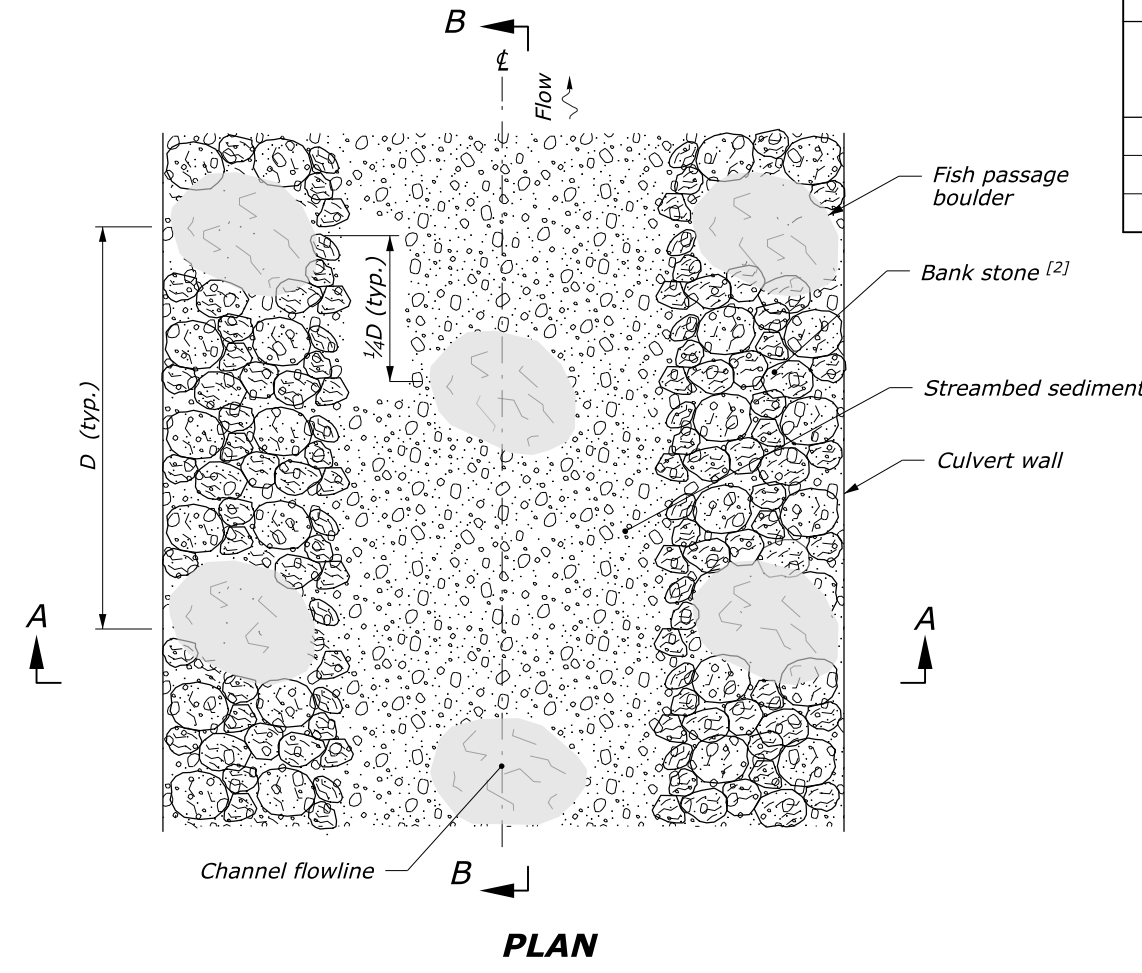 B
℄
Flow
Fish passage
boulder
Bank stone [2]
¼D (typ.)
Streambed sediment
D (typ.)
Culvert wall
A
A
Channel flowline
B
PLAN